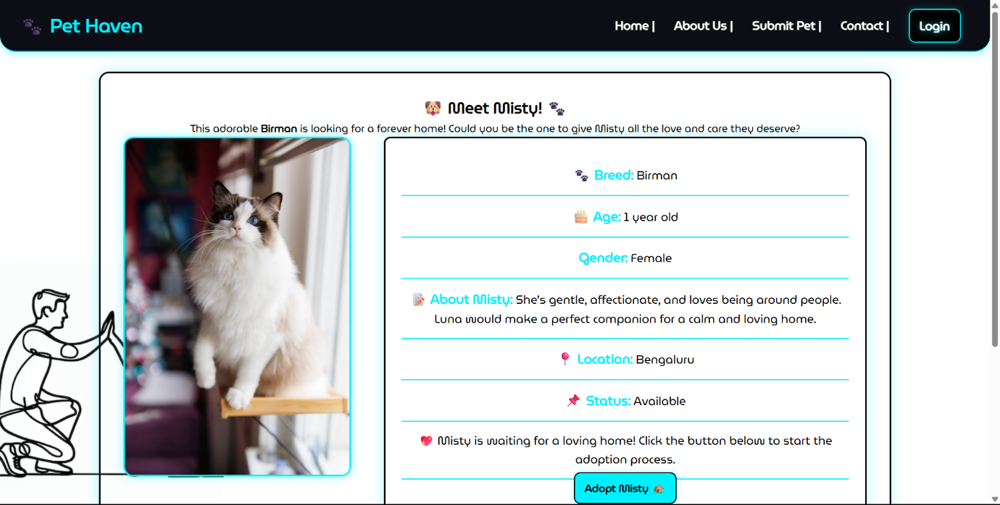 🐾 Pet Haven
Home | About Us | Submit Pet | Contact | Login
🐶 Meet Misty! 🐾
This adorable Birman is looking for a forever home! Could you be the one to give Misty all the love and care they deserve?
🐾 Breed: Birman
🎂 Age: 1 year old
Gender: Female
📝 About Misty: She's gentle, affectionate, and loves being around people.
Luna would make a perfect companion for a calm and loving home.
📍 Location: Bengaluru
📌 Status: Available
💖 Misty is waiting for a loving home! Click the button below to start the
adoption process.
Adopt Misty 🏠